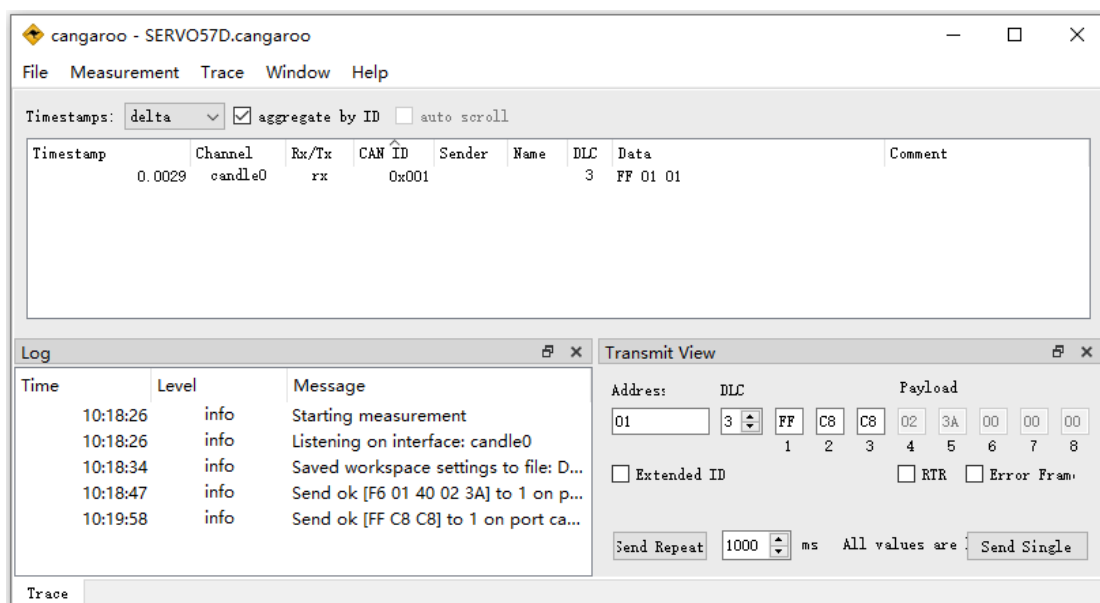 cangaroo - SERVO57D.cangaroo
File Measurement Trace Window Help
Timestamps: delta aggregate by ID auto scroll
Timestamp Channel Rx/Tx CAN ID Sender Name DLC Data Comment
0.0029 candle0 rx 0x001 3 FF 01 01
Log
Time Level Message
10:18:26 info Starting measurement
10:18:26 info Listening on interface: candle0
10:18:34 info Saved workspace settings to file: D...
10:18:47 info Send ok [F6 01 40 02 3A] to 1 on p...
10:19:58 info Send ok [FF C8 C8] to 1 on port ca...
Transmit View
Address: DLC Payload
01 3 FF C8 C8 02 3A 00 00 00
1 2 3 4 5 6 7 8
Extended ID RTR Error Fram
Send Repeat 1000 ms All values are Send Single
Trace